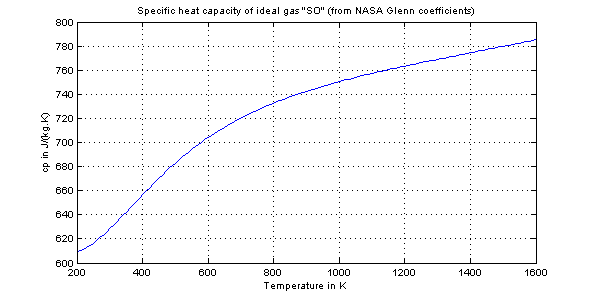 Specific heat capacity of ideal gas "SO" (from NASA Glenn coefficients)
800
780
760
740
720
700
680
660
640
620
600
cp in J/(kg.K)
200 400 600 800 1000 1200 1400 1600
Temperature in K